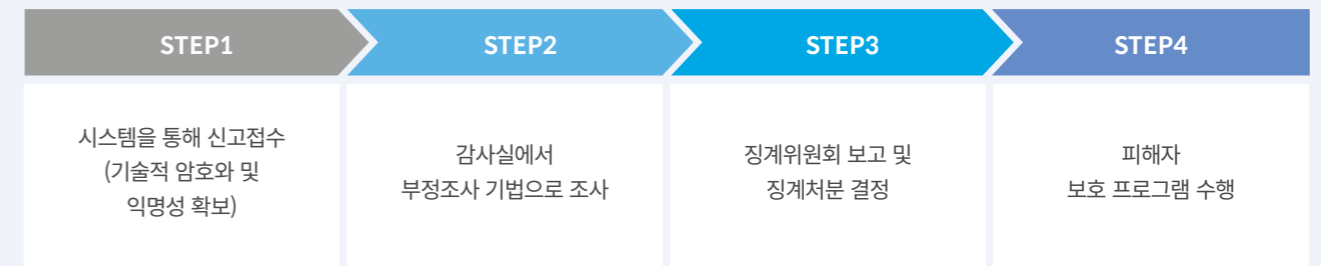 STEP1
시스템을 통해 신고접수
(기술적 암호와 및
익명성 확보)
STEP2
감사실에서
부정조사 기법으로 조사
STEP3
징계위원회 보고 및
징계처분 결정
STEP4
피해자
보호 프로그램 수행